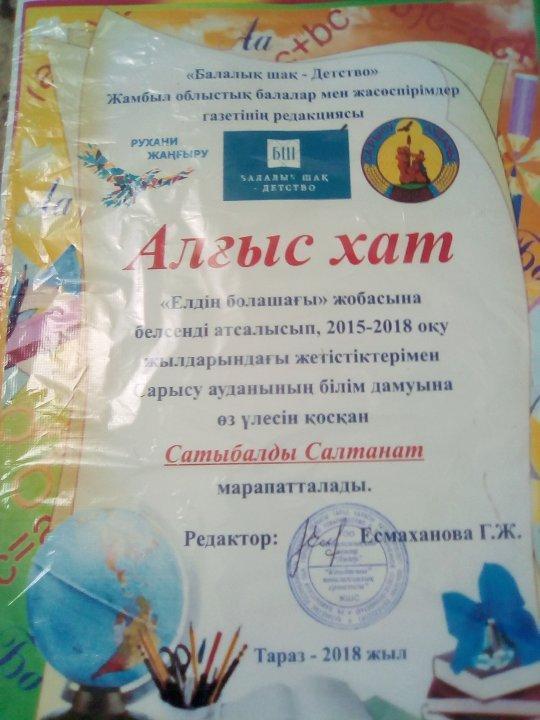 Аа
«Балалық шақ - Детство»
Жамбыл облыстық балалар мен жасөспірімдер
газетінің редакциясы
РУХАНИ
ЖАҢҒЫРУ
БШ
БАЛАЛЫҚ ШАҚ
- ДЕТСТВО
Алғыс хат
«Елдің болашағы» жобасына
белсенді атсалысып, 2015-2018 оқу
жылдарындағы жетістіктерімен
Сарысу ауданының білім дамуына
өз үлесін қосқан
Сатыбалды Салтанат
марапатталады.
Редактор: Есмаханова Г.Ж.
Тараз - 2018 жыл